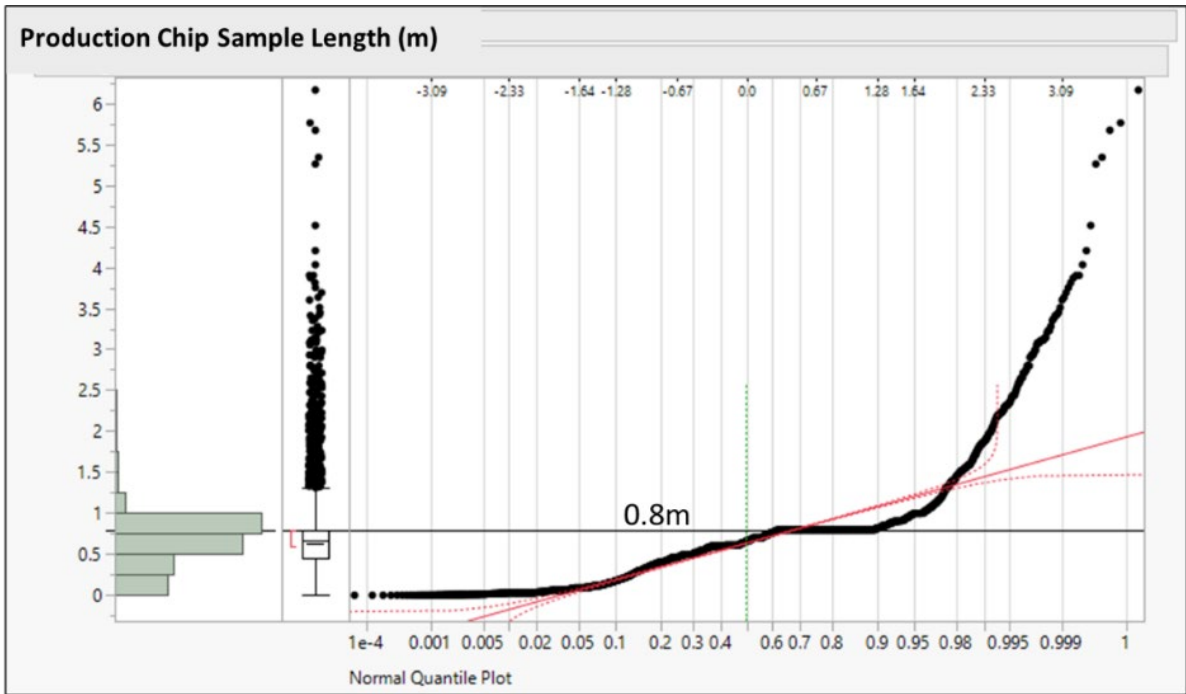 Production Chip Sample Length (m)
-3.09 -2.33 -1.64 -1.28 -0.67 0.0 0.67 1.28 1.64 2.33 3.09
6
5.5
5
4.5
4
3.5
3
2.5
2
1.5
1
0.8m
0.5
0
1e-4 0.001 0.005 0.02 0.05 0.1 0.2 0.3 0.4 0.6 0.7 0.8 0.9 0.95 0.98 0.995 0.999 1
Normal Quantile Plot